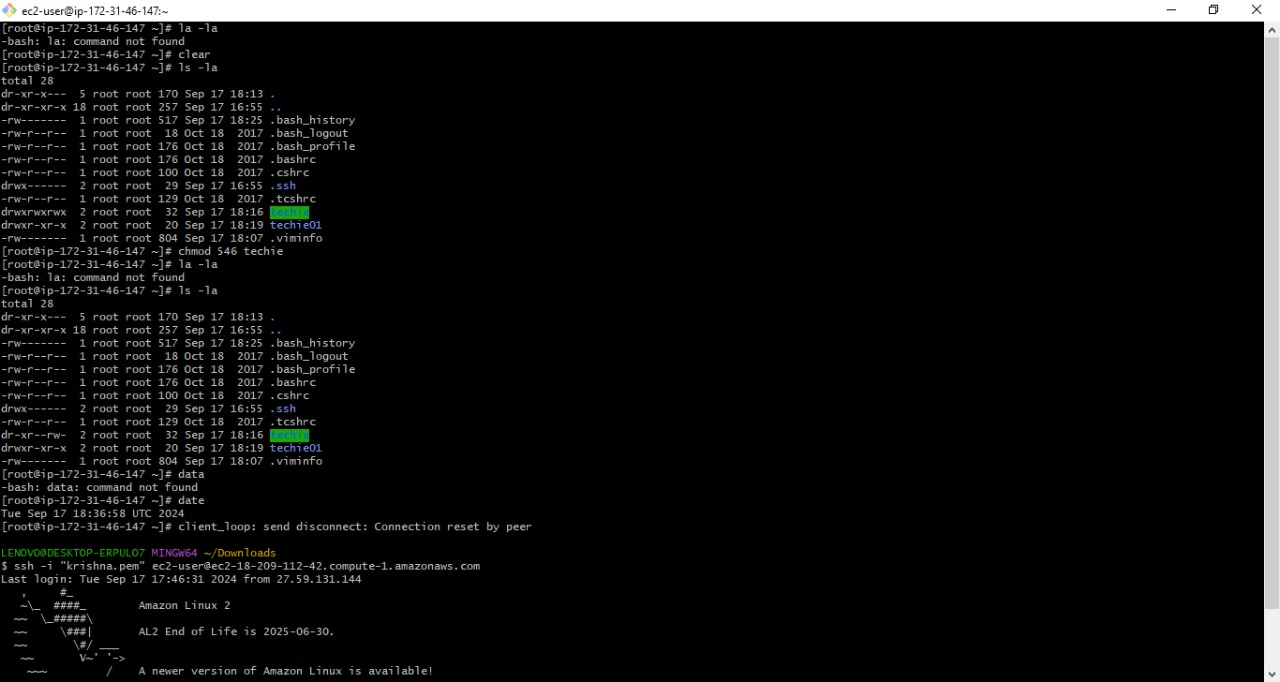 ec2-user@ip-172-31-46-147:~
[root@ip-172-31-46-147 ~]# la -la
-bash: la: command not found
[root@ip-172-31-46-147 ~]# clear
[root@ip-172-31-46-147 ~]# ls -la
total 28
dr-xr-x---  5 root root 170 Sep 17 18:13 .
dr-xr-xr-x 18 root root 257 Sep 17 16:55 ..
-rw-------  1 root root 517 Sep 17 18:25 .bash_history
-rw-r--r--  1 root root  18 Oct 18  2017 .bash_logout
-rw-r--r--  1 root root 176 Oct 18  2017 .bash_profile
-rw-r--r--  1 root root 176 Oct 18  2017 .bashrc
-rw-r--r--  1 root root 100 Oct 18  2017 .cshrc
drwx------  2 root root  29 Sep 17 16:55 .ssh
-rw-r--r--  1 root root 129 Oct 18  2017 .tcshrc
drwxrwxrwx  2 root root  32 Sep 17 18:16 techie
drwxr-xr-x  2 root root  20 Sep 17 18:19 techie01
-rw-------  1 root root 804 Sep 17 18:07 .viminfo
[root@ip-172-31-46-147 ~]# chmod 546 techie
[root@ip-172-31-46-147 ~]# la -la
-bash: la: command not found
[root@ip-172-31-46-147 ~]# ls -la
total 28
dr-xr-x---  5 root root 170 Sep 17 18:13 .
dr-xr-xr-x 18 root root 257 Sep 17 16:55 ..
-rw-------  1 root root 517 Sep 17 18:25 .bash_history
-rw-r--r--  1 root root  18 Oct 18  2017 .bash_logout
-rw-r--r--  1 root root 176 Oct 18  2017 .bash_profile
-rw-r--r--  1 root root 176 Oct 18  2017 .bashrc
-rw-r--r--  1 root root 100 Oct 18  2017 .cshrc
drwx------  2 root root  29 Sep 17 16:55 .ssh
-rw-r--r--  1 root root 129 Oct 18  2017 .tcshrc
dr-xr--rw-  2 root root  32 Sep 17 18:16 techie
drwxr-xr-x  2 root root  20 Sep 17 18:19 techie01
-rw-------  1 root root 804 Sep 17 18:07 .viminfo
[root@ip-172-31-46-147 ~]# data
-bash: data: command not found
[root@ip-172-31-46-147 ~]# date
Tue Sep 17 18:36:58 UTC 2024
[root@ip-172-31-46-147 ~]# client_loop: send disconnect: Connection reset by peer
LENOVO@DESKTOP-ERPULO7 MINGW64 ~/Downloads
$ ssh -i "krishna.pem" ec2-user@ec2-18-209-112-42.compute-1.amazonaws.com
Last login: Tue Sep 17 17:46:31 2024 from 27.59.131.144
   ,     #_
   ~\_  ####_        Amazon Linux 2
  ~~  \_#####\
  ~~     \###|       AL2 End of Life is 2025-06-30.
  ~~       \#/ ___
   ~~       V~' '->
    ~~~         /    A newer version of Amazon Linux is available!